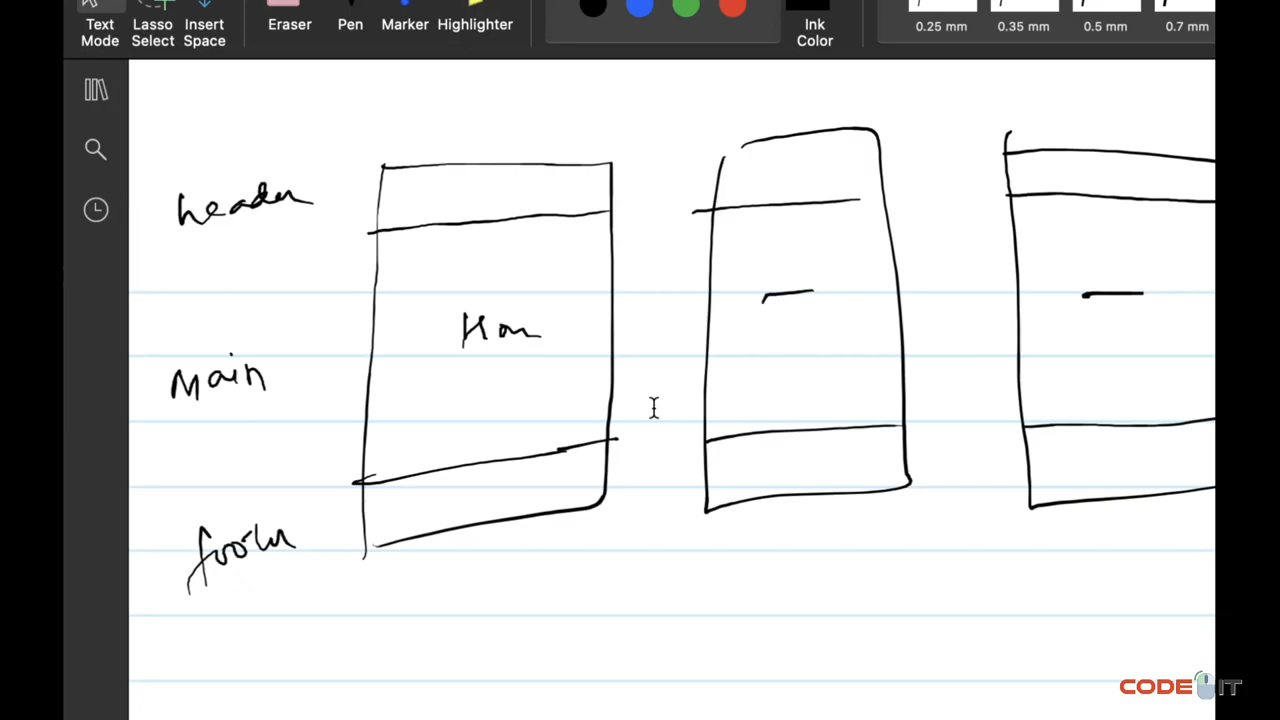 Text Mode
Lasso Select
Insert Space
Eraser
Pen
Marker
Highlighter
Ink Color
0.25 mm
0.35 mm
0.5 mm
0.7 mm
header
Hom
Main
footer
CODE IT